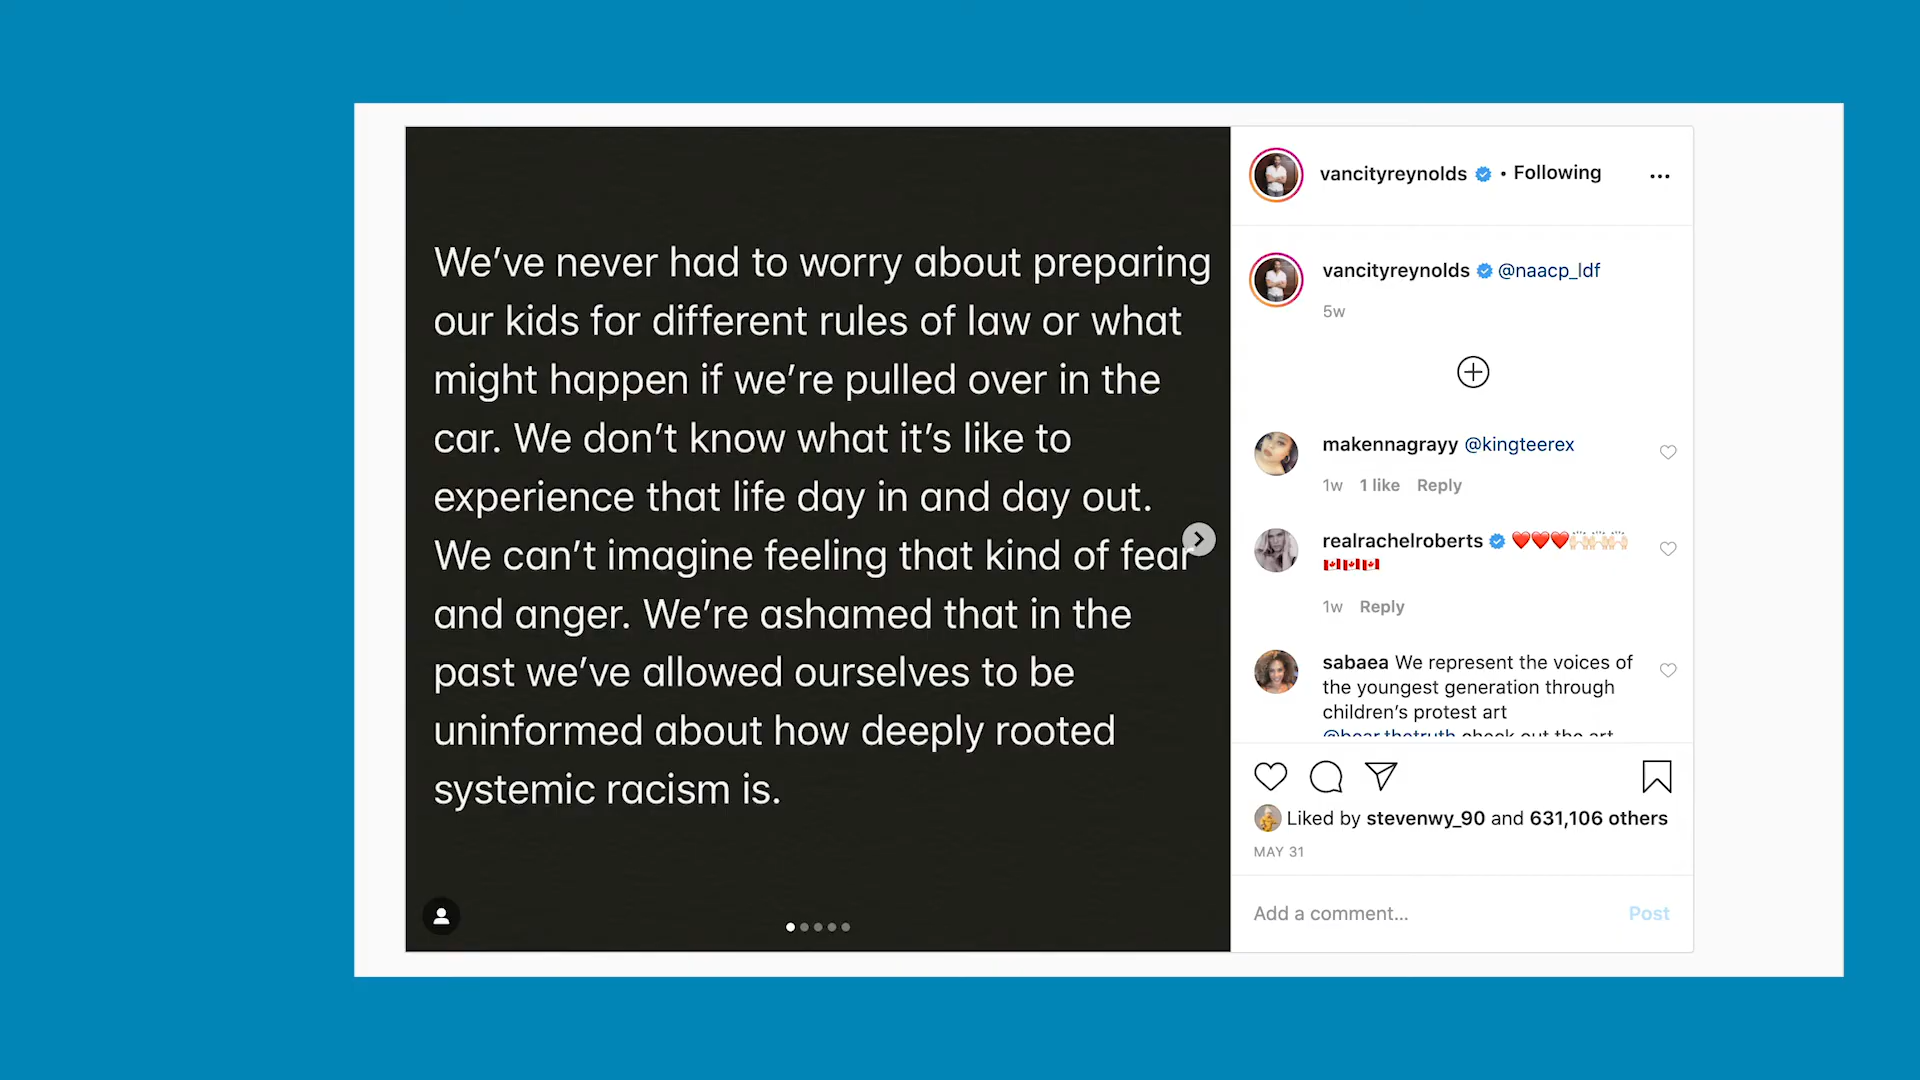 We’ve never had to worry about preparing
our kids for different rules of law or what
might happen if we’re pulled over in the
car. We don’t know what it’s like to
experience that life day in and day out.
We can’t imagine feeling that kind of fear
and anger. We’re ashamed that in the
past we’ve allowed ourselves to be
uninformed about how deeply rooted
systemic racism is.
vancityreynolds • Following
vancityreynolds @naacp_ldf
5w
makennagrayy @kingteerex
1w 1 like Reply
realrachelroberts ❤️❤️❤️🙌🏻🙌🏻🙌🏻
🇨🇦🇨🇦🇨🇦
1w Reply
sabaea We represent the voices of
the youngest generation through
children’s protest art
check out the art
Liked by stevenwy_90 and 631,106 others
MAY 31
Add a comment...
Post